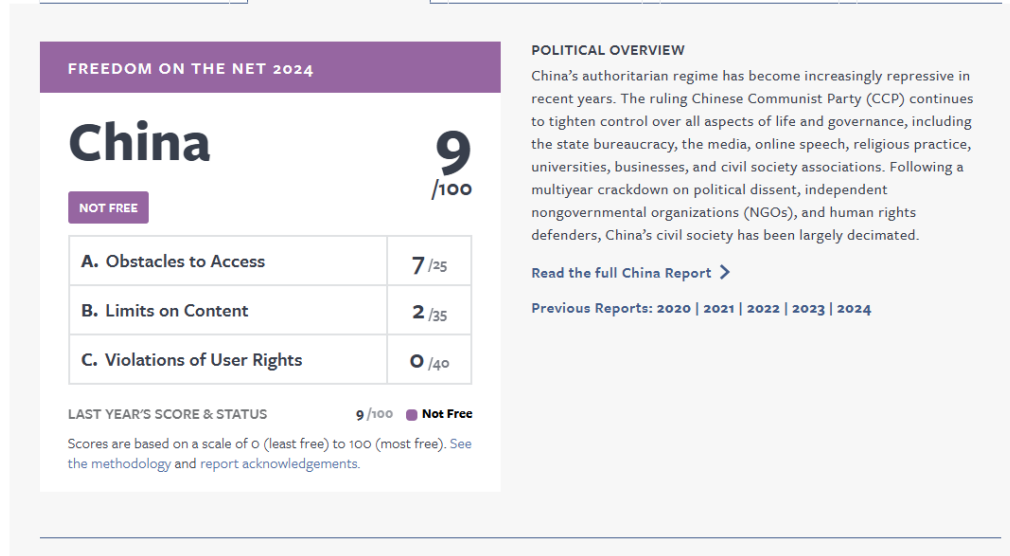 FREEDOM ON THE NET 2024
China
9
/100
NOT FREE
A. Obstacles to Access
7 /25
B. Limits on Content
2 /35
C. Violations of User Rights
0 /40
LAST YEAR'S SCORE & STATUS
9 /100 Not Free
Scores are based on a scale of 0 (least free) to 100 (most free). See
the methodology and report acknowledgements.
POLITICAL OVERVIEW
China’s authoritarian regime has become increasingly repressive in
recent years. The ruling Chinese Communist Party (CCP) continues
to tighten control over all aspects of life and governance, including
the state bureaucracy, the media, online speech, religious practice,
universities, businesses, and civil society associations. Following a
multiyear crackdown on political dissent, independent
nongovernmental organizations (NGOs), and human rights
defenders, China’s civil society has been largely decimated.
Read the full China Report
Previous Reports: 2020 | 2021 | 2022 | 2023 | 2024